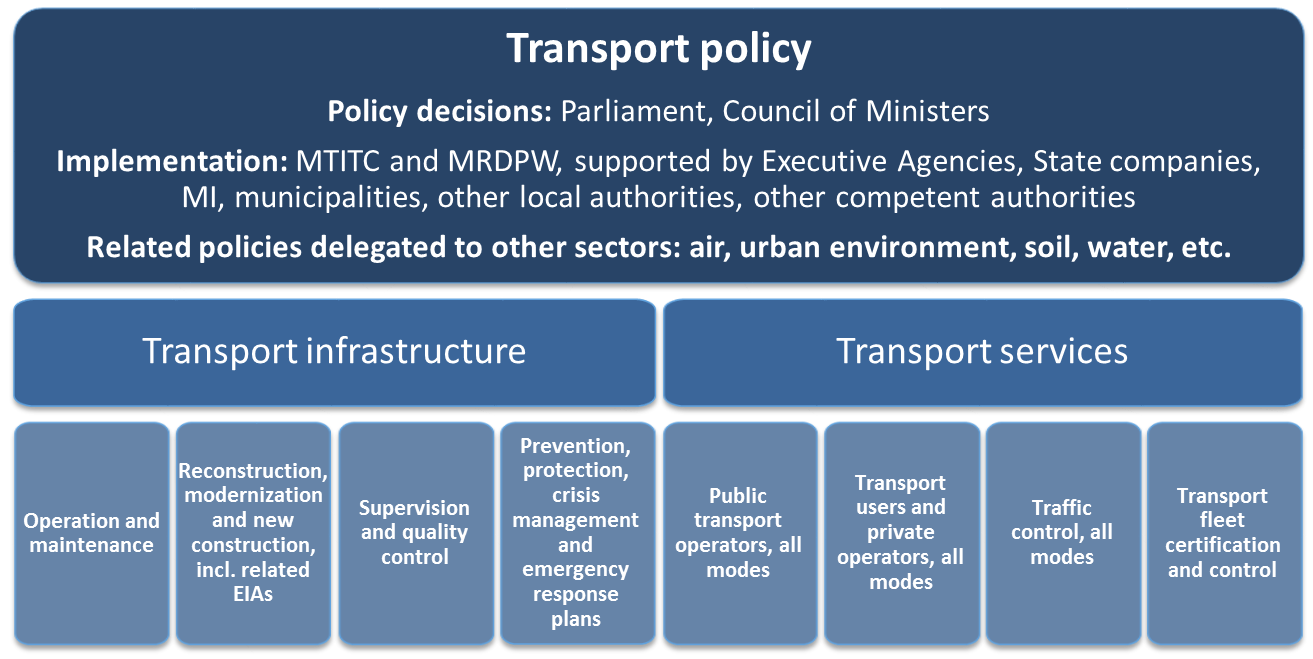 Transport policy
Policy decisions: Parliament, Council of Ministers
Implementation: MTITC and MRDPW, supported by Executive Agencies, State companies,
MI, municipalities, other local authorities, other competent authorities
Related policies delegated to other sectors: air, urban environment, soil, water, etc.
Transport infrastructure
Transport services
Operation and
maintenance
Reconstruction,
modernization
and new
construction,
incl. related
EIAs
Supervision
and quality
control
Prevention,
protection,
crisis
management
and
emergency
response
plans
Public
transport
operators, all
modes
Transport
users and
private
operators, all
modes
Traffic
control, all
modes
Transport
fleet
certification
and control